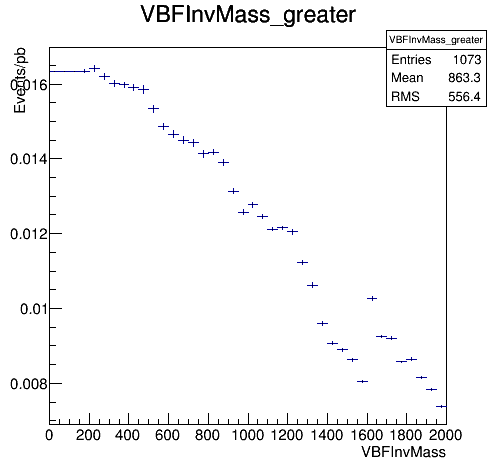 VBFInvMass_greater
VBFInvMass_greater
Entries 1073
Mean 863.3
RMS 556.4
Events/pb
0.016
0.014
0.012
0.01
0.008
0 200 400 600 800 1000 1200 1400 1600 1800 2000
VBFInvMass